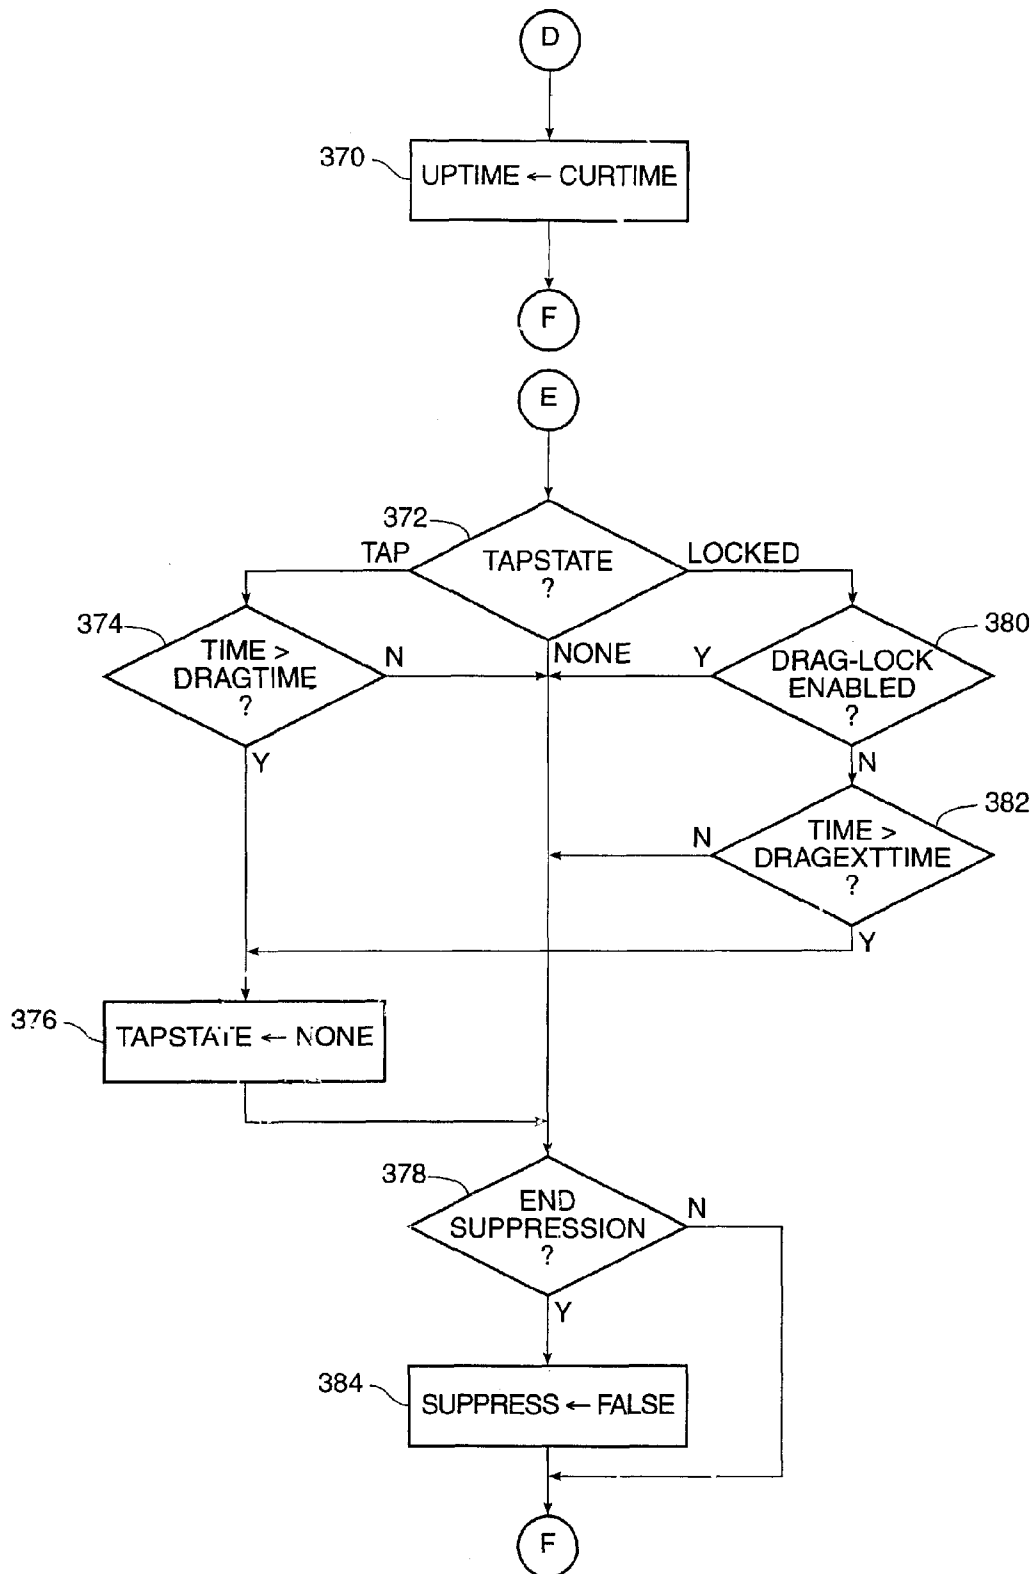 D
370
UPTIME ← CURTIME
F
E
372
TAP
TAPSTATE
?
LOCKED
374
TIME >
DRAGTIME
?
N
NONE
Y
380
DRAG-LOCK
ENABLED
?
Y
N
382
N
TIME >
DRAGEXTTIME
?
Y
376
TAPSTATE ← NONE
378
END
SUPPRESSION
?
N
Y
384
SUPPRESS ← FALSE
F